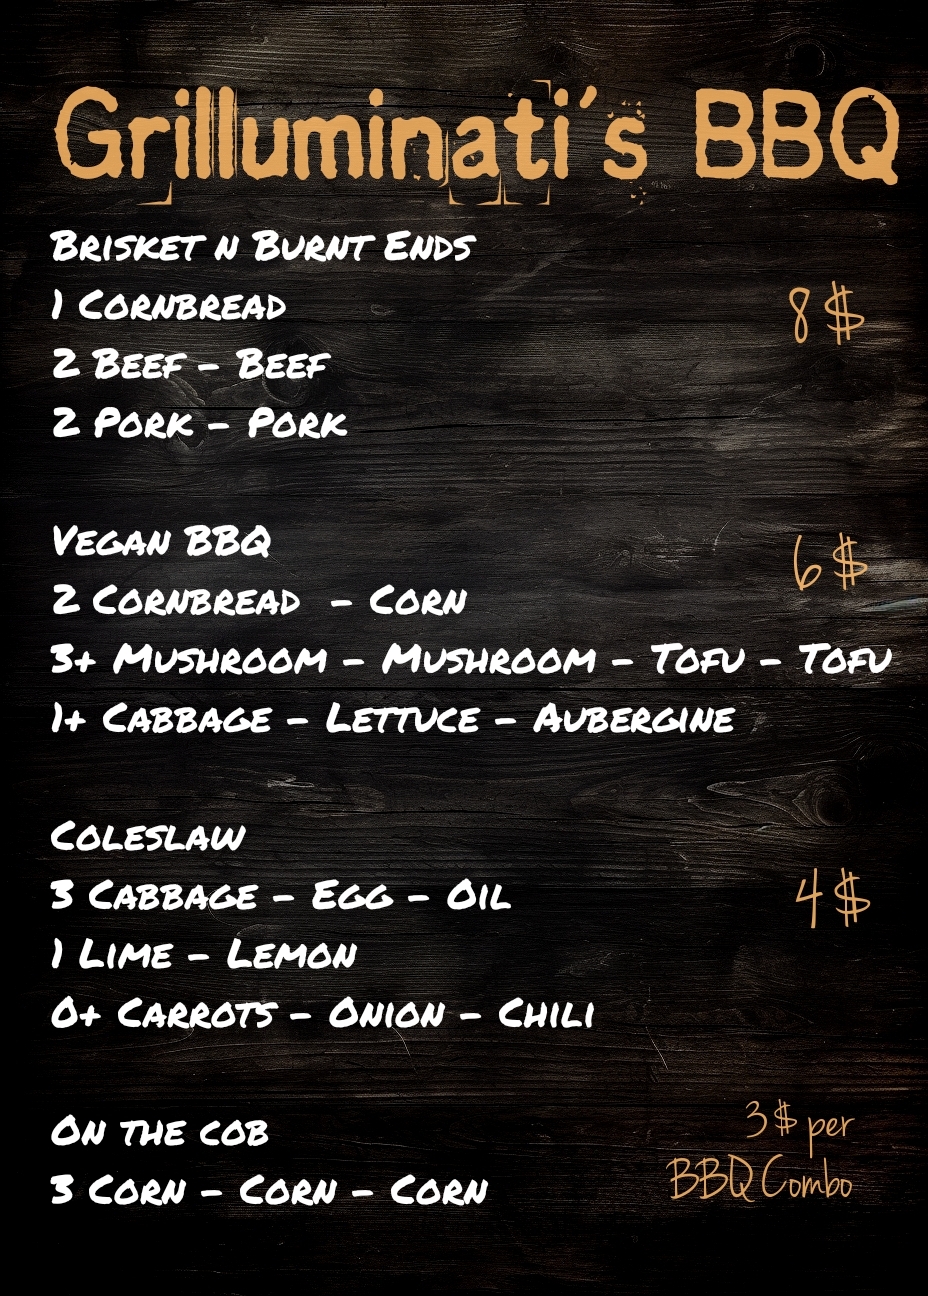 Grilluminati's BBQ
Brisket n Burnt Ends
1 Cornbread
8 $
2 Beef - Beef
2 Pork - Pork
Vegan BBQ
6 $
2 Cornbread - Corn
3+ Mushroom - Mushroom - Tofu - Tofu
1+ Cabbage - Lettuce - Aubergine
Coleslaw
3 Cabbage - Egg - Oil
4 $
1 Lime - Lemon
0+ Carrots - Onion - Chili
On the cob
3 Corn - Corn - Corn
3 $ per
BBQ Combo